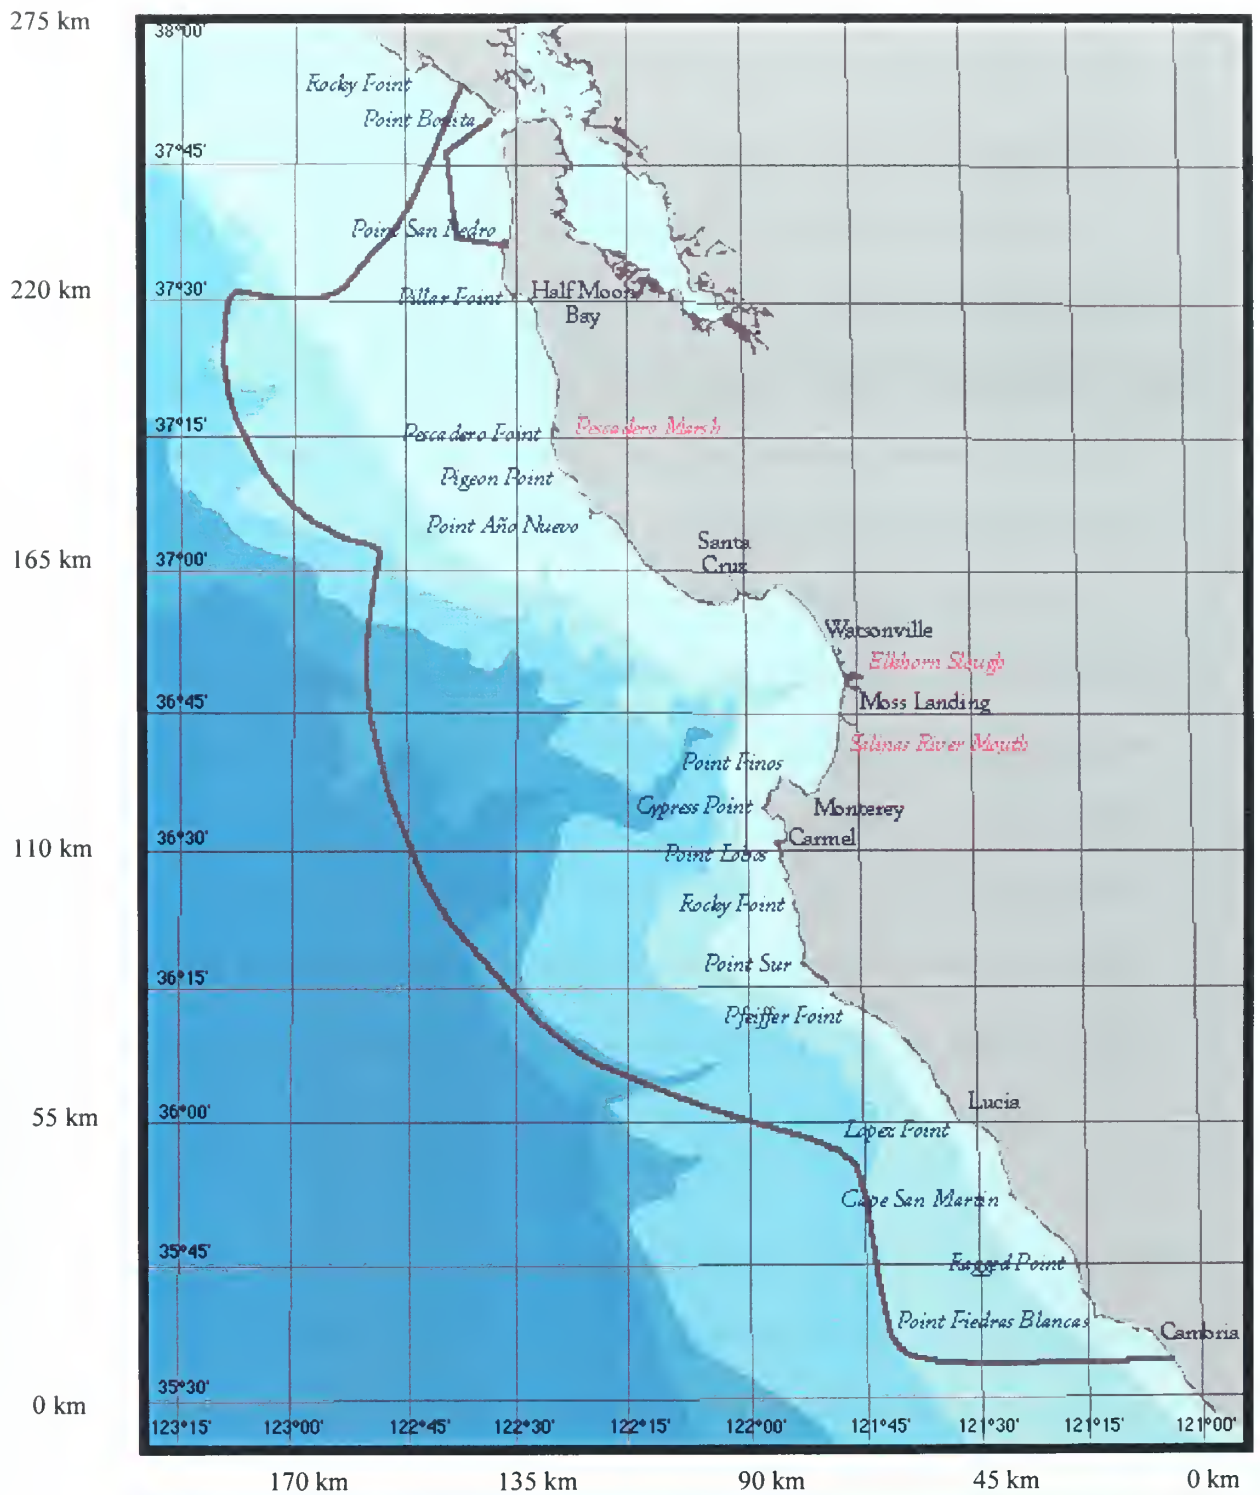 275 km
38°00'
Rocky Point
Point Bonita
37°45'
Point San Pedro
220 km
37°30'
Pillar Point
Half Moon
Bay
37°15'
Pescadero Point
Pescadero Marsh
Pigeon Point
Point Año Nuevo
Santa
Cruz
165 km
37°00'
Watsonville
Elkhorn Slough
36°45'
Moss Landing
Salinas River Mouth
Point Pinos
Cypress Point
Monterey
Carmel
110 km
36°30'
Point Lobos
Rocky Point
Point Sur
36°15'
Pfeiffer Point
Lucia
55 km
36°00'
Lopez Point
Cape San Martin
35°45'
Ragged Point
Point Piedras Blancas
Cambria
35°30'
0 km
123°15' 123°00' 122°45' 122°30' 122°15' 122°00' 121°45' 121°30' 121°15' 121°00'
170 km 135 km 90 km 45 km 0 km